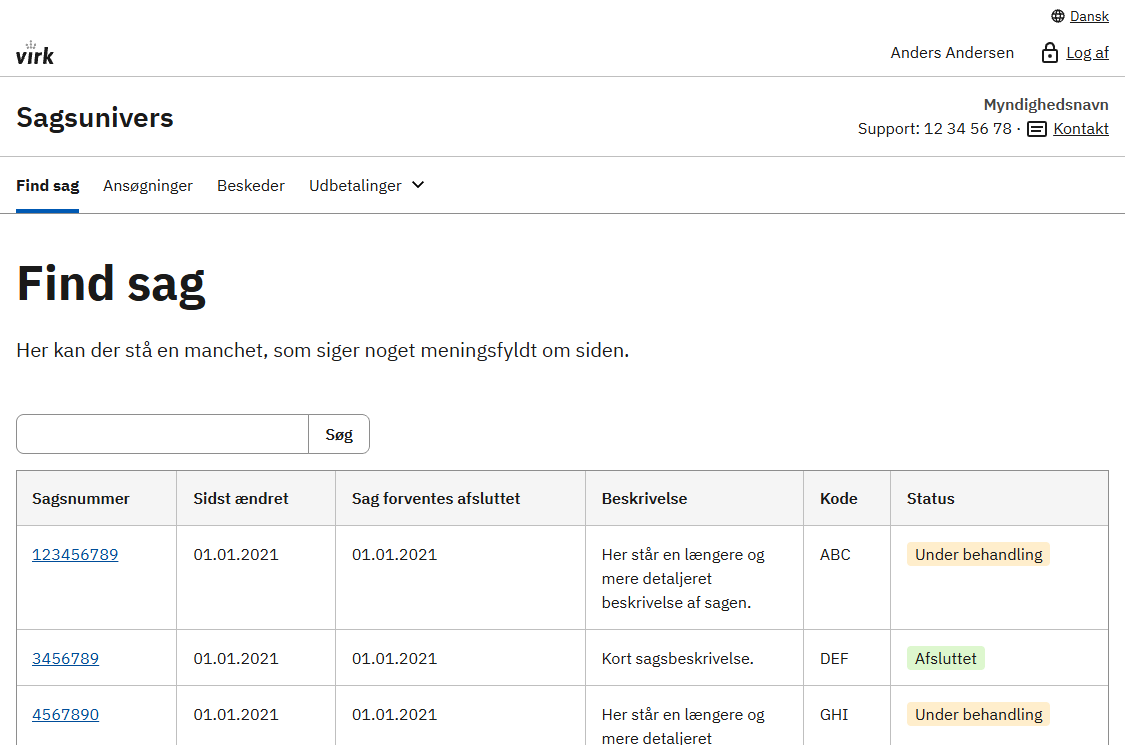 Dansk
virk
Anders Andersen Log af
Sagsunivers
Myndighedsnavn
Support: 12 34 56 78 · Kontakt
Find sag Ansøgninger Beskeder Udbetalinger
Find sag
Her kan der stå en manchet, som siger noget meningsfyldt om siden.
Søg
Sagsnummer Sidst ændret Sag forventes afsluttet Beskrivelse Kode Status
123456789 01.01.2021 01.01.2021 Her står en længere og ABC Under behandling
mere detaljeret
beskrivelse af sagen.
3456789 01.01.2021 01.01.2021 Kort sagsbeskrivelse. DEF Afsluttet
4567890 01.01.2021 01.01.2021 Her står en længere og GHI Under behandling
mere detaljeret